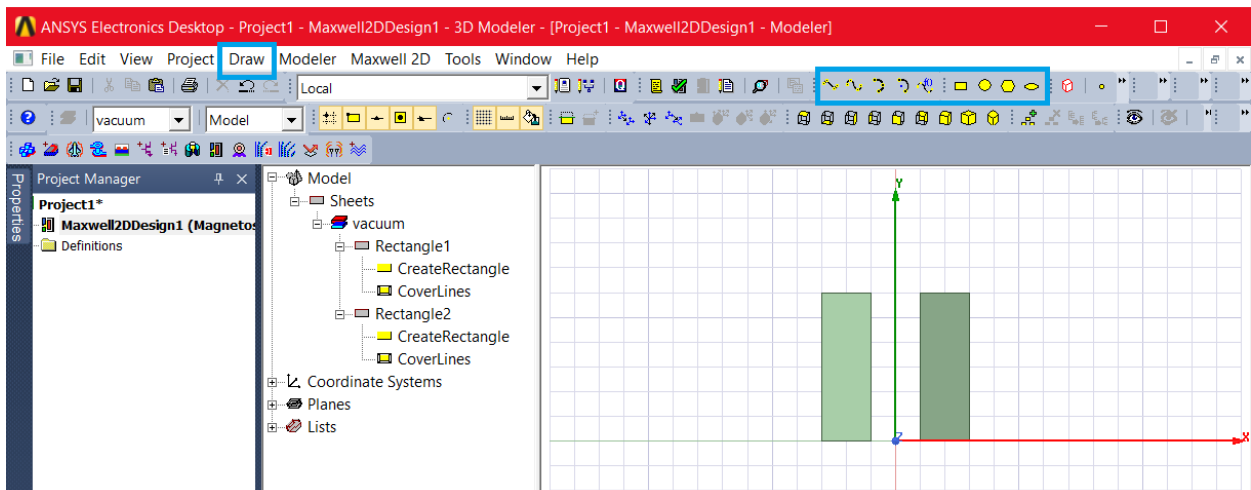 ANSYS Electronics Desktop - Project1 - Maxwell2DDesign1 - 3D Modeler - [Project1 - Maxwell2DDesign1 - Modeler]
File Edit View Project Draw Modeler Maxwell 2D Tools Window Help
Local
vacuum Model
Properties
Project Manager
Project1*
Maxwell2DDesign1 (Magnetos
Definitions
Model
Sheets
vacuum
Rectangle1
CreateRectangle
CoverLines
Rectangle2
CreateRectangle
CoverLines
Coordinate Systems
Planes
Lists
Y
Z
X